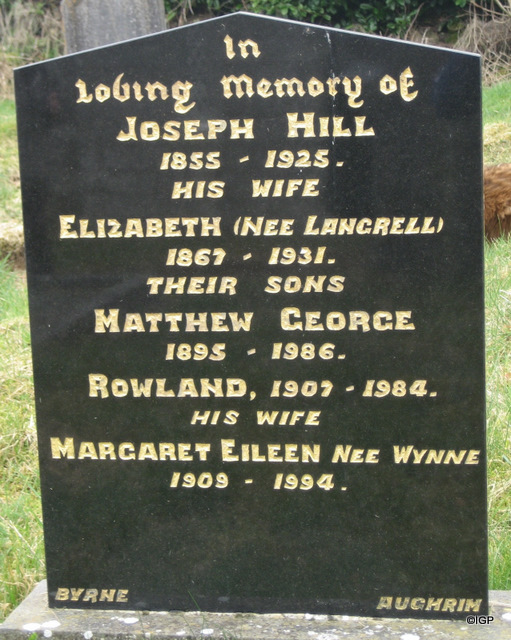 In
Loving Memory of
JOSEPH HILL
1855 - 1925.
HIS WIFE
ELIZABETH (NEE LANGRELL)
1867 - 1931.
THEIR SONS
MATTHEW GEORGE
1895 - 1986.
ROWLAND, 1907 - 1984.
HIS WIFE
MARGARET EILEEN NEE WYNNE
1909 - 1994.
BYRNE AUGHRIM
©IGP